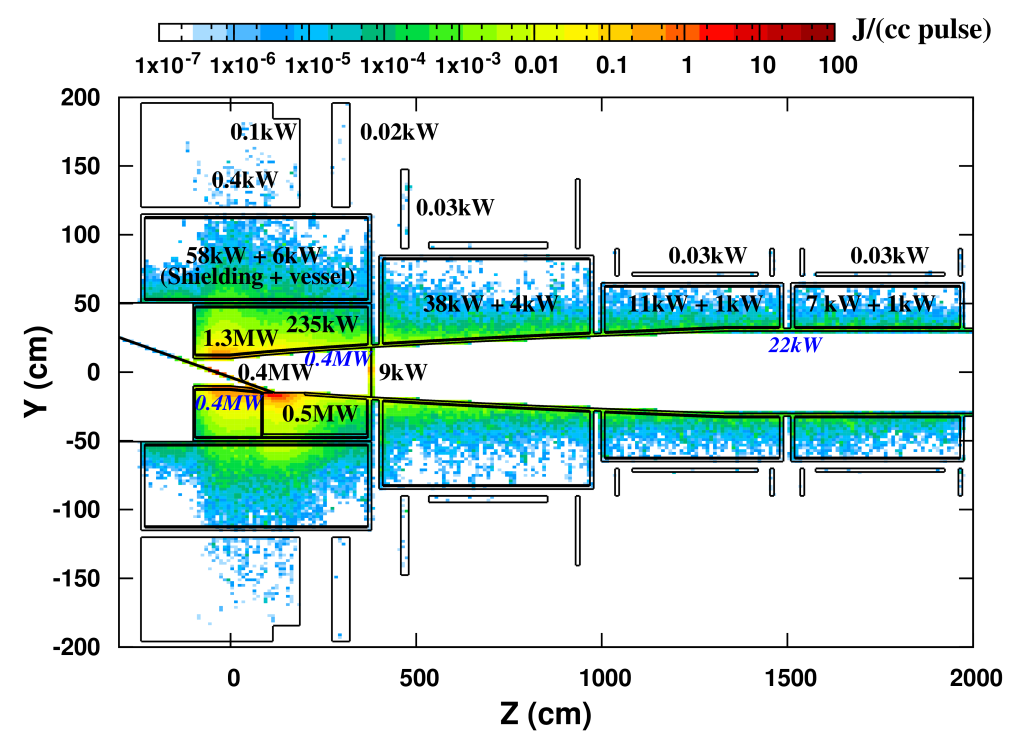 J/(cc pulse)
1x10-7 1x10-6 1x10-5 1x10-4 1x10-3 0.01 0.1 1 10 100
200
150
100
50
0
-50
-100
-150
-200
Y (cm)
0.1kW
0.02kW
0.4kW
0.03kW
58kW + 6kW
(Shielding + vessel)
0.03kW
0.03kW
38kW + 4kW
11kW + 1kW
7 kW + 1kW
235kW
1.3MW
0.4MW
22kW
0.4MW
9kW
0.4MW
0.5MW
0 500 1000 1500 2000
Z (cm)